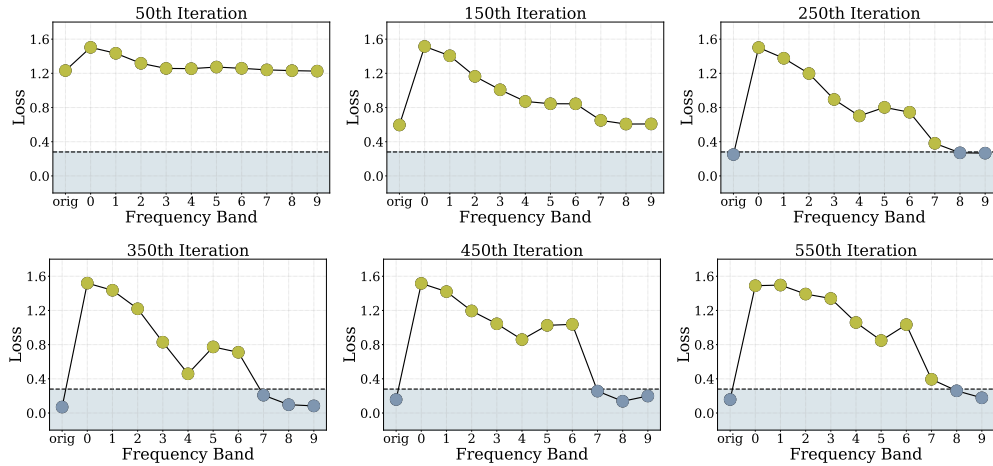 50th Iteration
1.6
1.2
0.8
0.4
0.0
Loss
orig 0 1 2 3 4 5 6 7 8 9
Frequency Band
150th Iteration
1.6
1.2
0.8
0.4
0.0
Loss
orig 0 1 2 3 4 5 6 7 8 9
Frequency Band
250th Iteration
1.6
1.2
0.8
0.4
0.0
Loss
orig 0 1 2 3 4 5 6 7 8 9
Frequency Band
350th Iteration
1.6
1.2
0.8
0.4
0.0
Loss
orig 0 1 2 3 4 5 6 7 8 9
Frequency Band
450th Iteration
1.6
1.2
0.8
0.4
0.0
Loss
orig 0 1 2 3 4 5 6 7 8 9
Frequency Band
550th Iteration
1.6
1.2
0.8
0.4
0.0
Loss
orig 0 1 2 3 4 5 6 7 8 9
Frequency Band